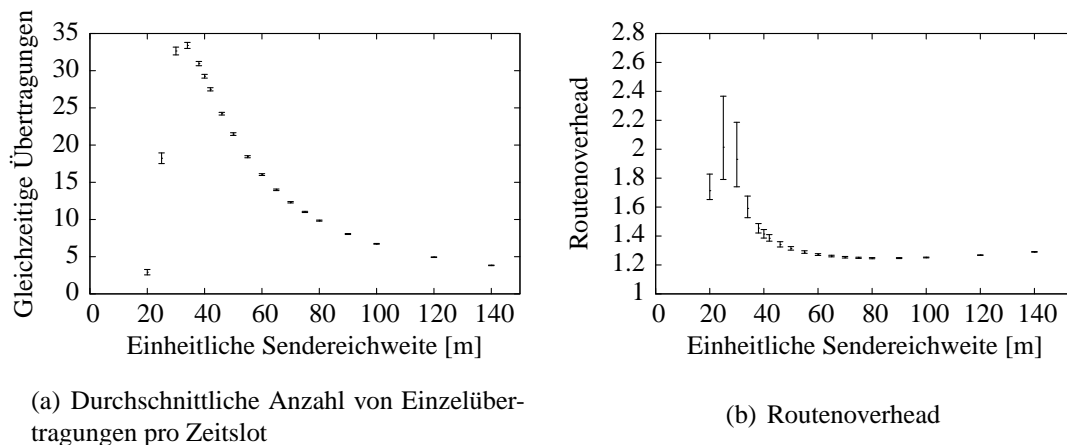 35
30
25
20
15
10
5
0
0 20 40 60 80 100 120 140
Gleichzeitige Übertragungen
Einheitliche Sendereichweite [m]
(a) Durchschnittliche Anzahl von Einzelüber-
tragungen pro Zeitslot
2.8
2.6
2.4
2.2
2
1.8
1.6
1.4
1.2
1
0 20 40 60 80 100 120 140
Routenoverhead
Einheitliche Sendereichweite [m]
(b) Routenoverhead